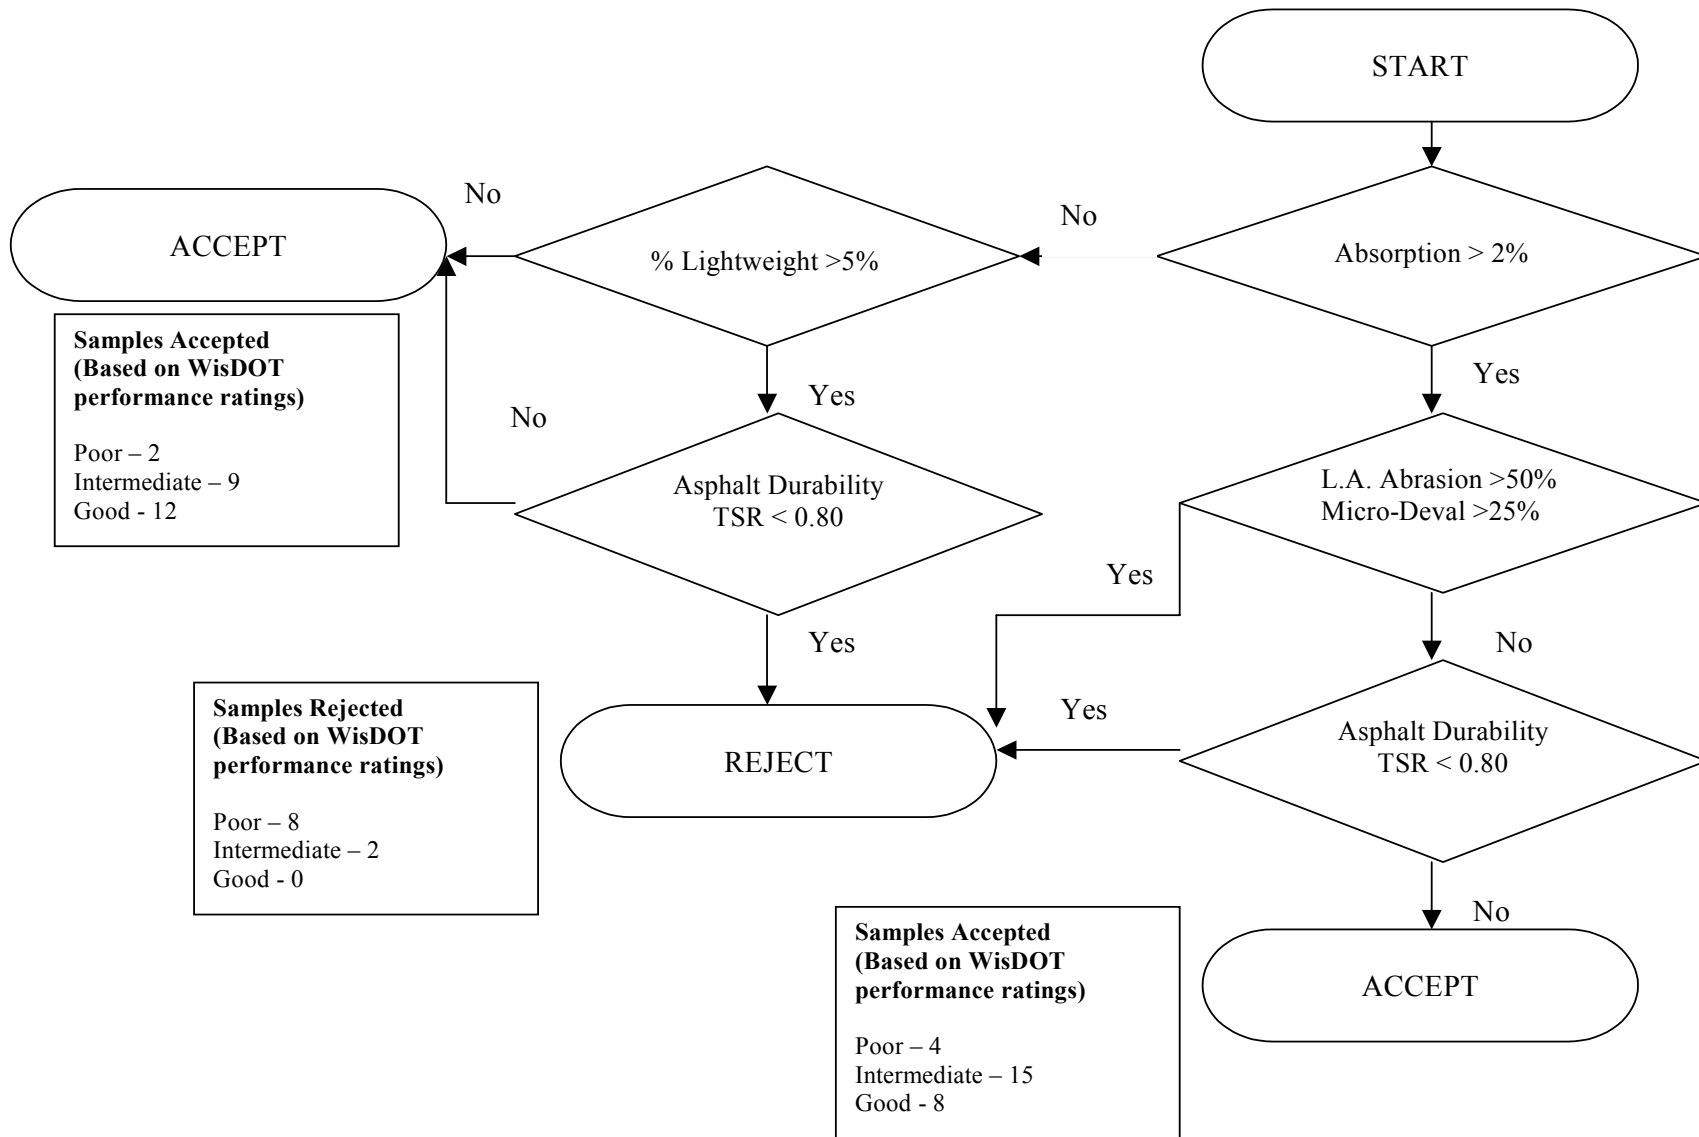 START
No
No
ACCEPT
% Lightweight >5%
Absorption > 2%
Samples Accepted
(Based on WisDOT
performance ratings)
Poor – 2
Intermediate – 9
Good - 12
Yes
Yes
No
Asphalt Durability
TSR < 0.80
L.A. Abrasion >50%
Micro-Deval >25%
Yes
Yes
No
Samples Rejected
(Based on WisDOT
performance ratings)
Poor – 8
Intermediate – 2
Good - 0
REJECT
Yes
Asphalt Durability
TSR < 0.80
No
Samples Accepted
(Based on WisDOT
performance ratings)
Poor – 4
Intermediate – 15
Good - 8
ACCEPT